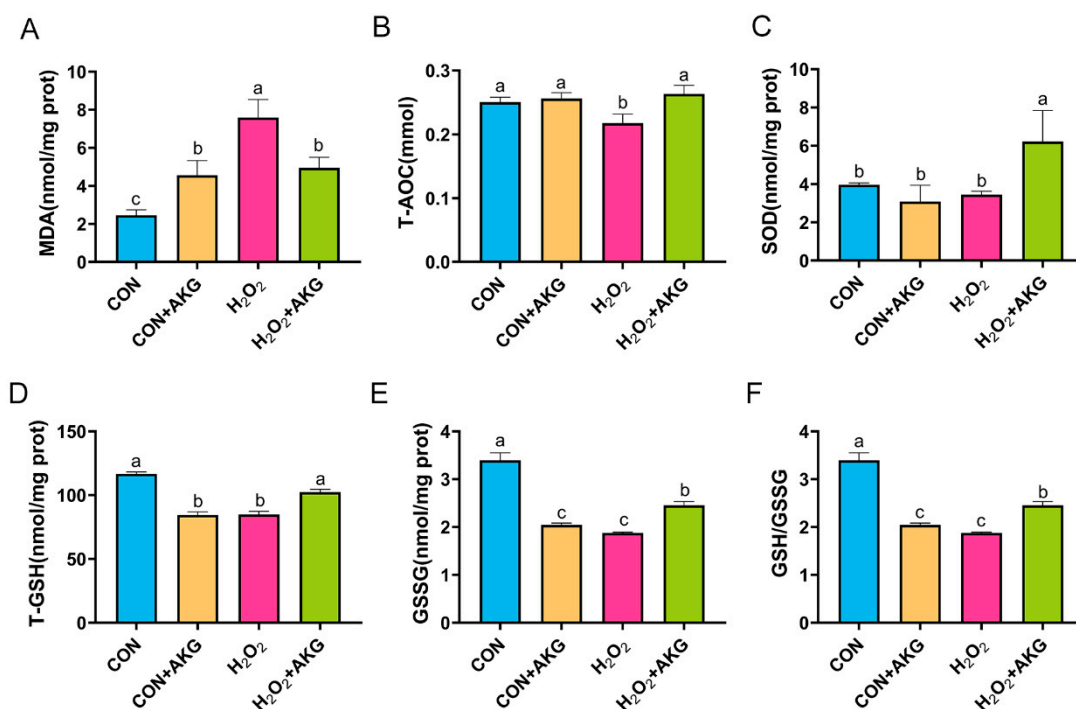 A
MDA(nmol/mg prot)
10
8
6
4
2
0
c
b
a
b
CON
CON+AKG
H₂O₂
H₂O₂+AKG
B
T-AOC(mmol)
0.3
0.2
0.1
0.0
a
a
b
a
CON
CON+AKG
H₂O₂
H₂O₂+AKG
C
SOD(nmol/mg prot)
10
8
6
4
2
0
b
b
b
a
CON
CON+AKG
H₂O₂
H₂O₂+AKG
D
T-GSH(nmol/mg prot)
150
100
50
0
a
b
b
a
CON
CON+AKG
H₂O₂
H₂O₂+AKG
E
GSSG(nmol/mg prot)
4
3
2
1
0
a
c
c
b
CON
CON+AKG
H₂O₂
H₂O₂+AKG
F
GSH/GSSG
4
3
2
1
0
a
c
c
b
CON
CON+AKG
H₂O₂
H₂O₂+AKG